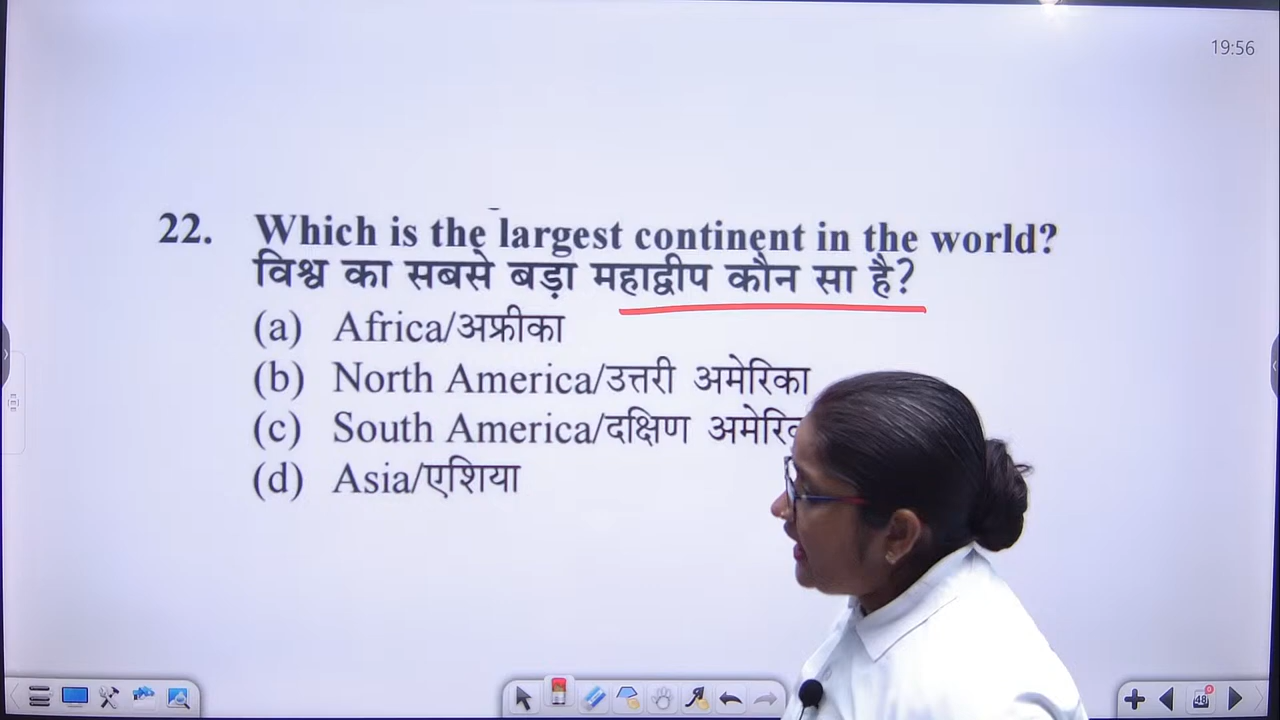 19:56
22. Which is the largest continent in the world?
विश्व का सबसे बड़ा महाद्वीप कौन सा है?
(a) Africa/अफ्रीका
(b) North America/उत्तरी अमेरिका
(c) South America/दक्षिण
(d) Asia/एशिया
48